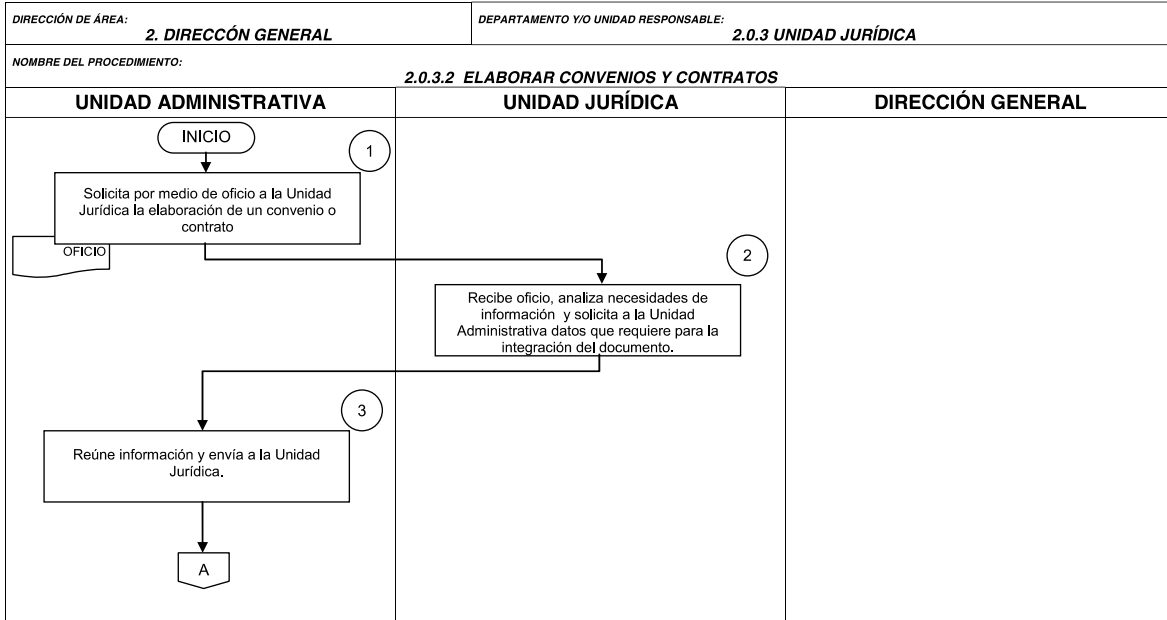 DIRECCIÓN DE ÁREA:
2. DIRECCÓN GENERAL
DEPARTAMENTO Y/O UNIDAD RESPONSABLE:
2.0.3 UNIDAD JURÍDICA
NOMBRE DEL PROCEDIMIENTO:
2.0.3.2 ELABORAR CONVENIOS Y CONTRATOS
UNIDAD ADMINISTRATIVA
UNIDAD JURÍDICA
DIRECCIÓN GENERAL
INICIO
1
Solicita por medio de oficio a la Unidad
Jurídica la elaboración de un convenio o
contrato
OFICIO
2
Recibe oficio, analiza necesidades de
información y solicita a la Unidad
Administrativa datos que requiere para la
integración del documento.
3
Reúne información y envía a la Unidad
Jurídica.
A